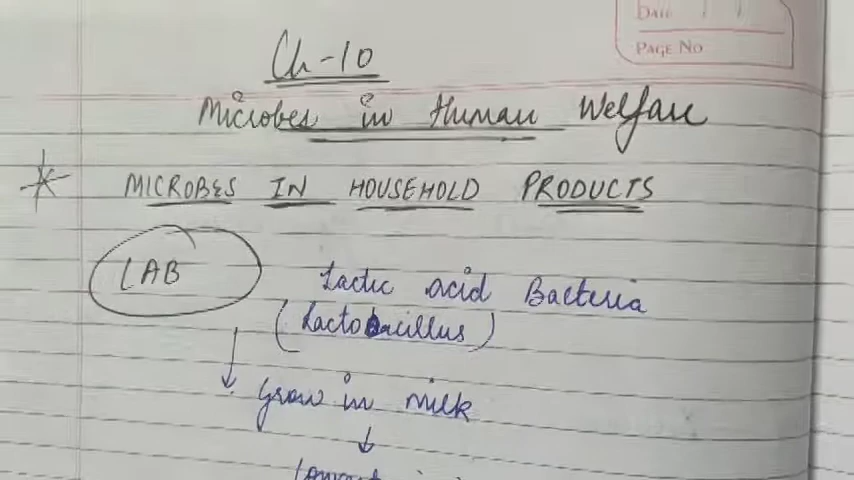 DATE
PAGE NO
Ch-10
Microbes in Human Welfare
MICROBES IN HOUSEHOLD PRODUCTS
LAB
Lactic acid Bacteria
(Lactobacillus)
Grow in milk